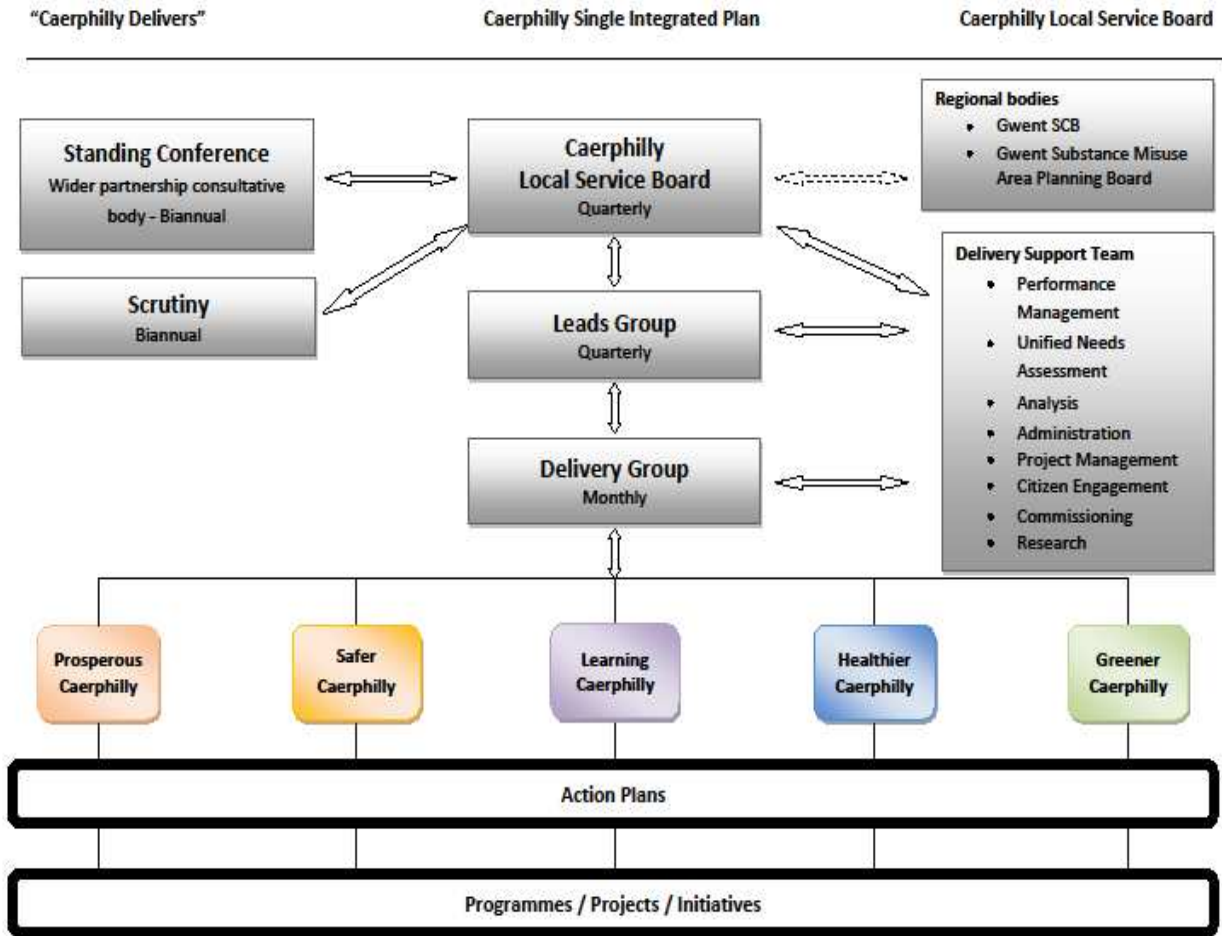 "Caerphilly Delivers"
Caerphilly Single Integrated Plan
Caerphilly Local Service Board
Standing Conference
Wider partnership consultative
body - Biannual
Scrutiny
Biannual
Caerphilly
Local Service Board
Quarterly
Leads Group
Quarterly
Delivery Group
Monthly
Regional bodies
• Gwent SCB
• Gwent Substance Misuse
Area Planning Board
Delivery Support Team
• Performance
Management
• Unified Needs
Assessment
• Analysis
• Administration
• Project Management
• Citizen Engagement
• Commissioning
• Research
Prosperous
Caerphilly
Safer
Caerphilly
Learning
Caerphilly
Healthier
Caerphilly
Greener
Caerphilly
Action Plans
Programmes / Projects / Initiatives